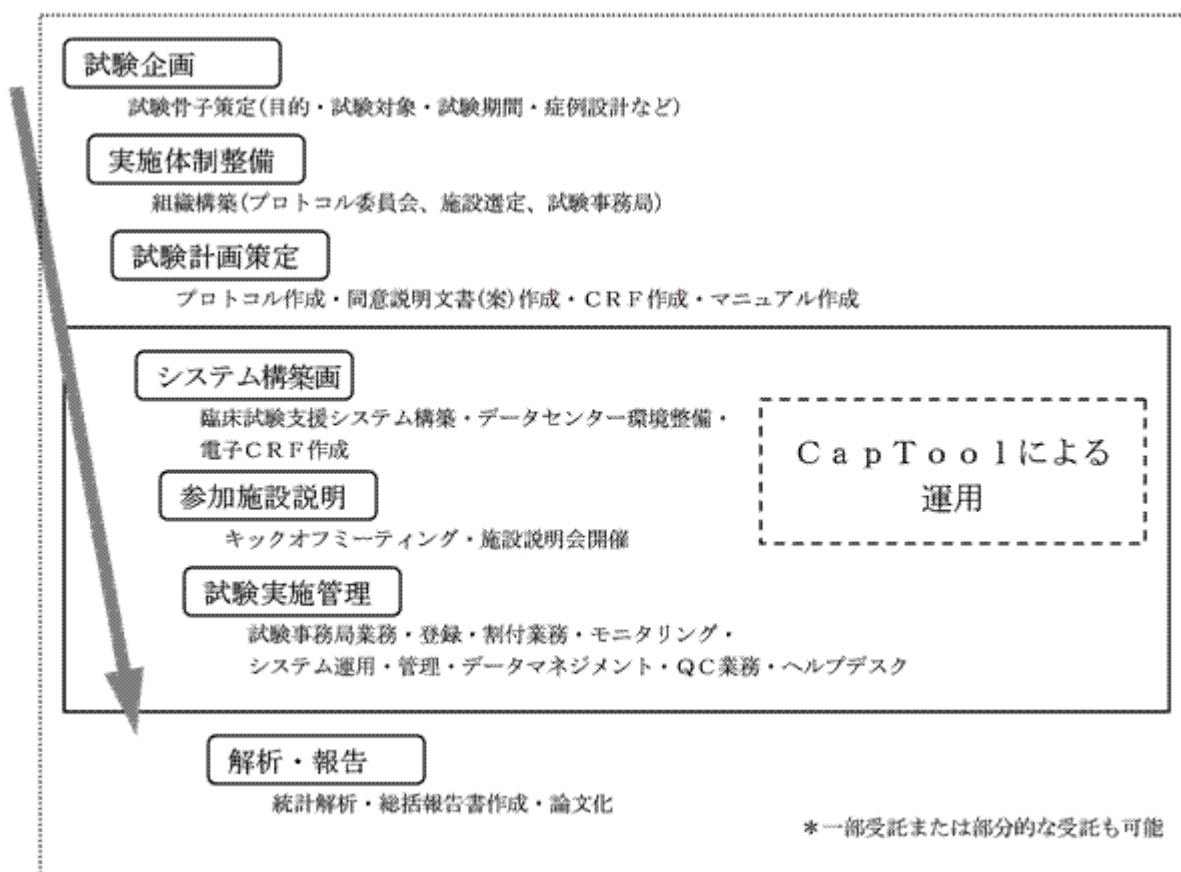 試験企画
試験骨子策定(目的・試験対象・試験期間・症例設計など)
実施体制整備
組織構築(プロトコル委員会、施設選定、試験事務局)
試験計画策定
プロトコル作成・同意説明文書(案)作成・ＣＲＦ作成・マニュアル作成
システム構築画
臨床試験支援システム構築・データセンター環境整備・
電子ＣＲＦ作成
ＣａｐＴｏｏｌによる
運用
参加施設説明
キックオフミーティング・施設説明会開催
試験実施管理
試験事務局業務・登録・割付業務・モニタリング・
システム運用・管理・データマネジメント・ＱＣ業務・ヘルプデスク
解析・報告
統計解析・総括報告書作成・論文化
＊一部受託または部分的な受託も可能